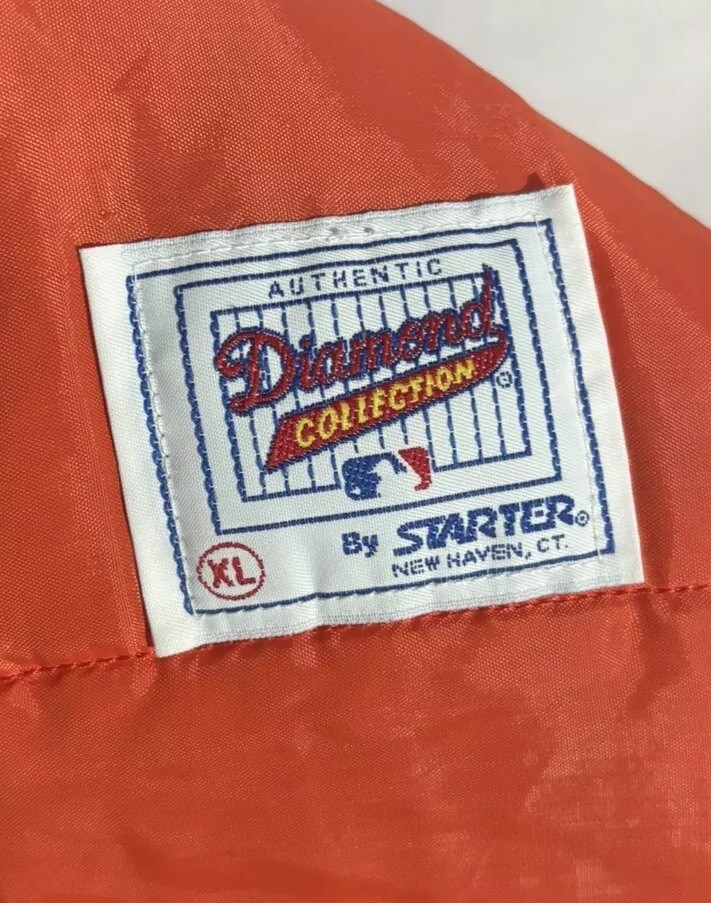 AUTHENTIC
Diamond
COLLECTION
By STARTER®
NEW HAVEN, CT.
XL